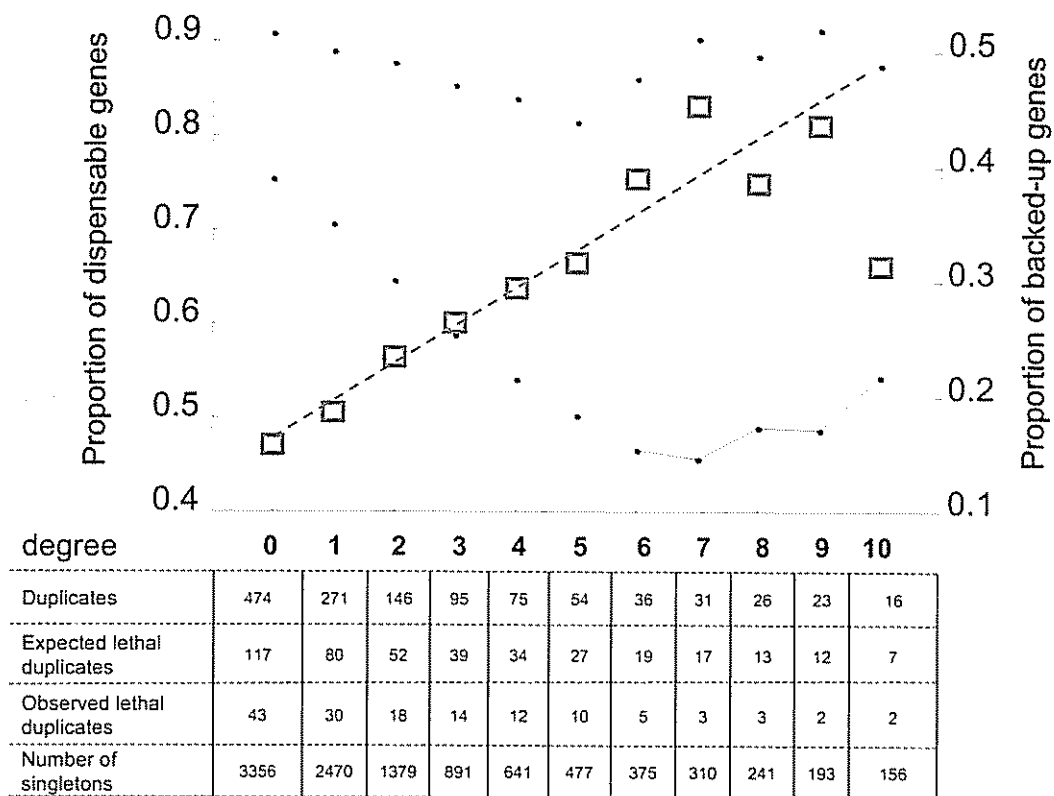 Proportion of dispensable genes
0.9
0.8
0.7
0.6
0.5
0.4
0.5
0.4
0.3
0.2
0.1
Proportion of backed-up genes
degree 0 1 2 3 4 5 6 7 8 9 10
Duplicates 474 271 146 95 75 54 36 31 26 23 16
Expected lethal
duplicates 117 80 52 39 34 27 19 17 13 12 7
Observed lethal
duplicates 43 30 18 14 12 10 5 3 3 2 2
Number of
singletons 3356 2470 1379 891 641 477 375 310 241 193 156